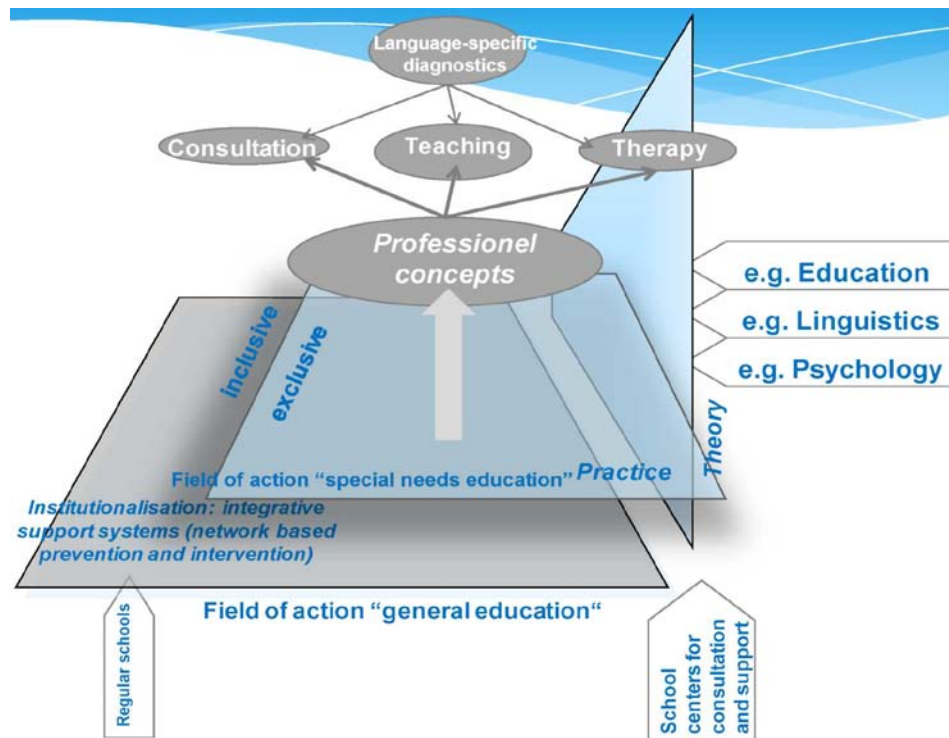 Language-specific
diagnostics
Consultation
Teaching
Therapy
Professionel
concepts
e.g. Education
e.g. Linguistics
e.g. Psychology
inclusive
exclusive
Theory
Practice
Field of action “special needs education”
Institutionalisation: integrative
support systems (network based
prevention and intervention)
Field of action “general education“
Regular schools
School
centers for
consultation
and support